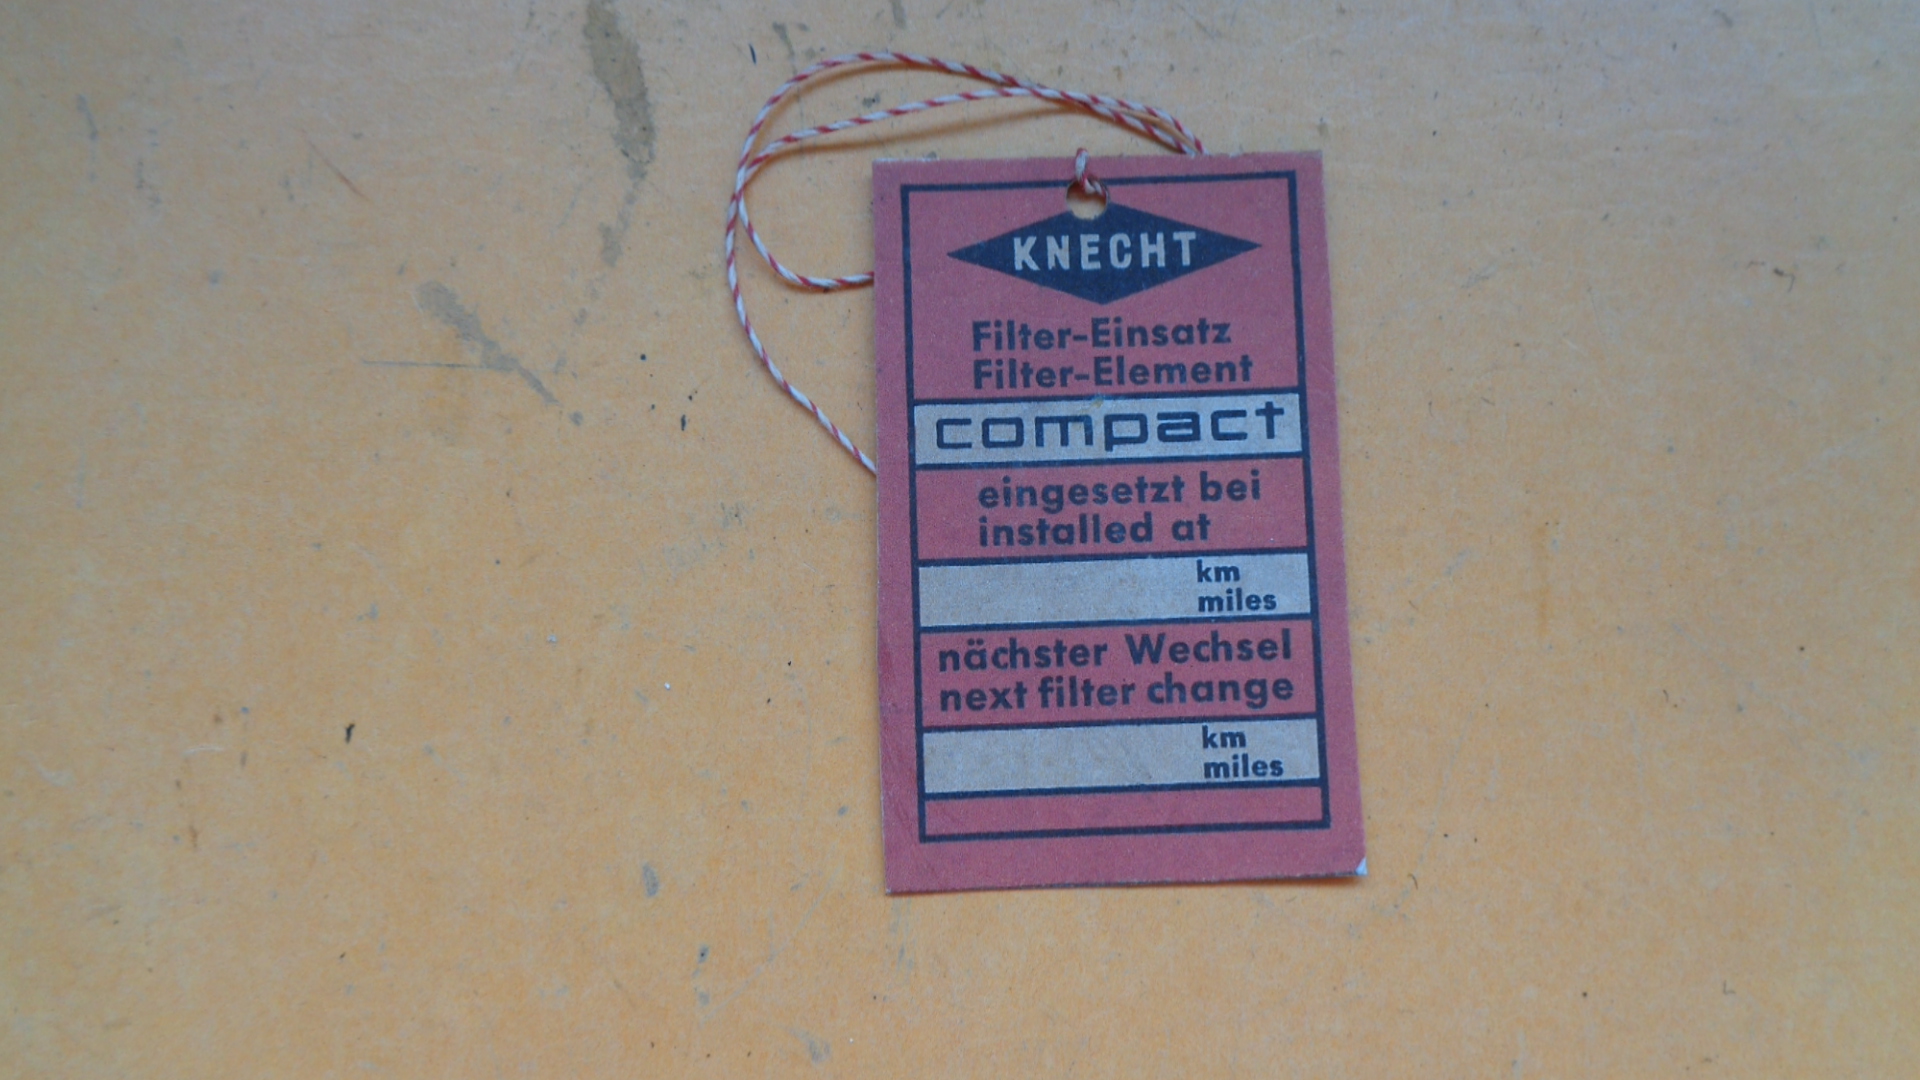 KNECHT
Filter-Einsatz
Filter-Element
compact
eingesetzt bei
installed at
km
miles
nächster Wechsel
next filter change
km
miles